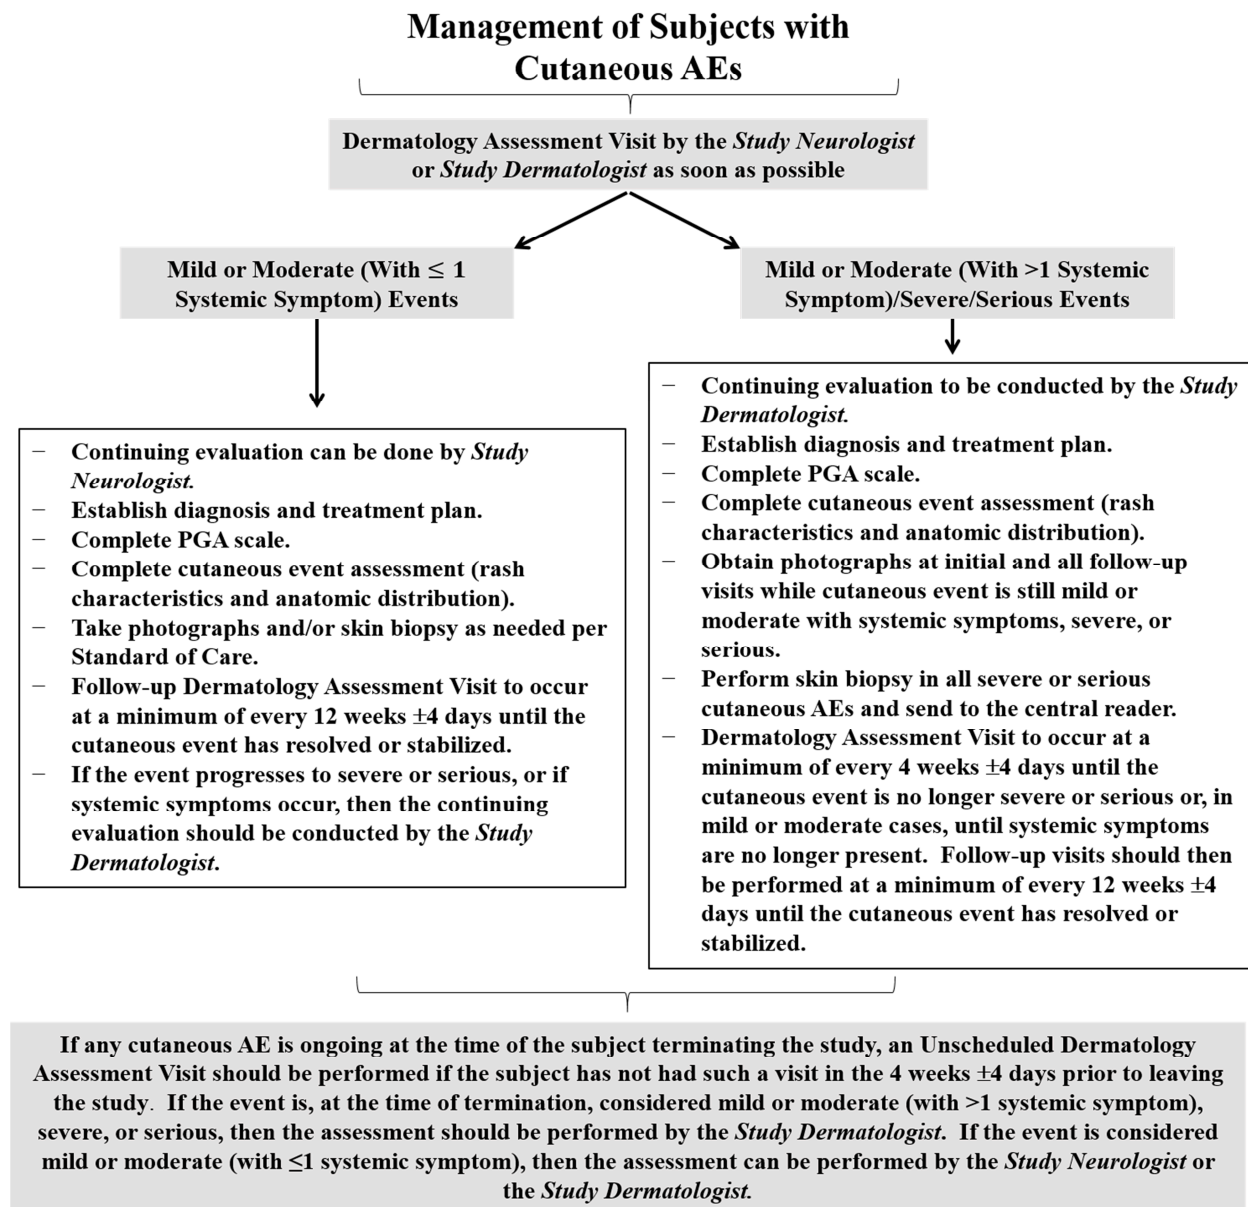 Management of Subjects with
Cutaneous AEs
Dermatology Assessment Visit by the Study Neurologist
or Study Dermatologist as soon as possible
Mild or Moderate (With ≤ 1
Systemic Symptom) Events
Mild or Moderate (With >1 Systemic
Symptom)/Severe/Serious Events
– Continuing evaluation can be done by Study
Neurologist.
– Establish diagnosis and treatment plan.
– Complete PGA scale.
– Complete cutaneous event assessment (rash
characteristics and anatomic distribution).
– Take photographs and/or skin biopsy as needed per
Standard of Care.
– Follow-up Dermatology Assessment Visit to occur
at a minimum of every 12 weeks ±4 days until the
cutaneous event has resolved or stabilized.
– If the event progresses to severe or serious, or if
systemic symptoms occur, then the continuing
evaluation should be conducted by the Study
Dermatologist.
– Continuing evaluation to be conducted by the Study
Dermatologist.
– Establish diagnosis and treatment plan.
– Complete PGA scale.
– Complete cutaneous event assessment (rash
characteristics and anatomic distribution).
– Obtain photographs at initial and all follow-up
visits while cutaneous event is still mild or
moderate with systemic symptoms, severe, or
serious.
– Perform skin biopsy in all severe or serious
cutaneous AEs and send to the central reader.
– Dermatology Assessment Visit to occur at a
minimum of every 4 weeks ±4 days until the
cutaneous event is no longer severe or serious or, in
mild or moderate cases, until systemic symptoms
are no longer present. Follow-up visits should then
be performed at a minimum of every 12 weeks ±4
days until the cutaneous event has resolved or
stabilized.
If any cutaneous AE is ongoing at the time of the subject terminating the study, an Unscheduled Dermatology
Assessment Visit should be performed if the subject has not had such a visit in the 4 weeks ±4 days prior to leaving
the study. If the event is, at the time of termination, considered mild or moderate (with >1 systemic symptom),
severe, or serious, then the assessment should be performed by the Study Dermatologist. If the event is considered
mild or moderate (with ≤1 systemic symptom), then the assessment can be performed by the Study Neurologist or
the Study Dermatologist.